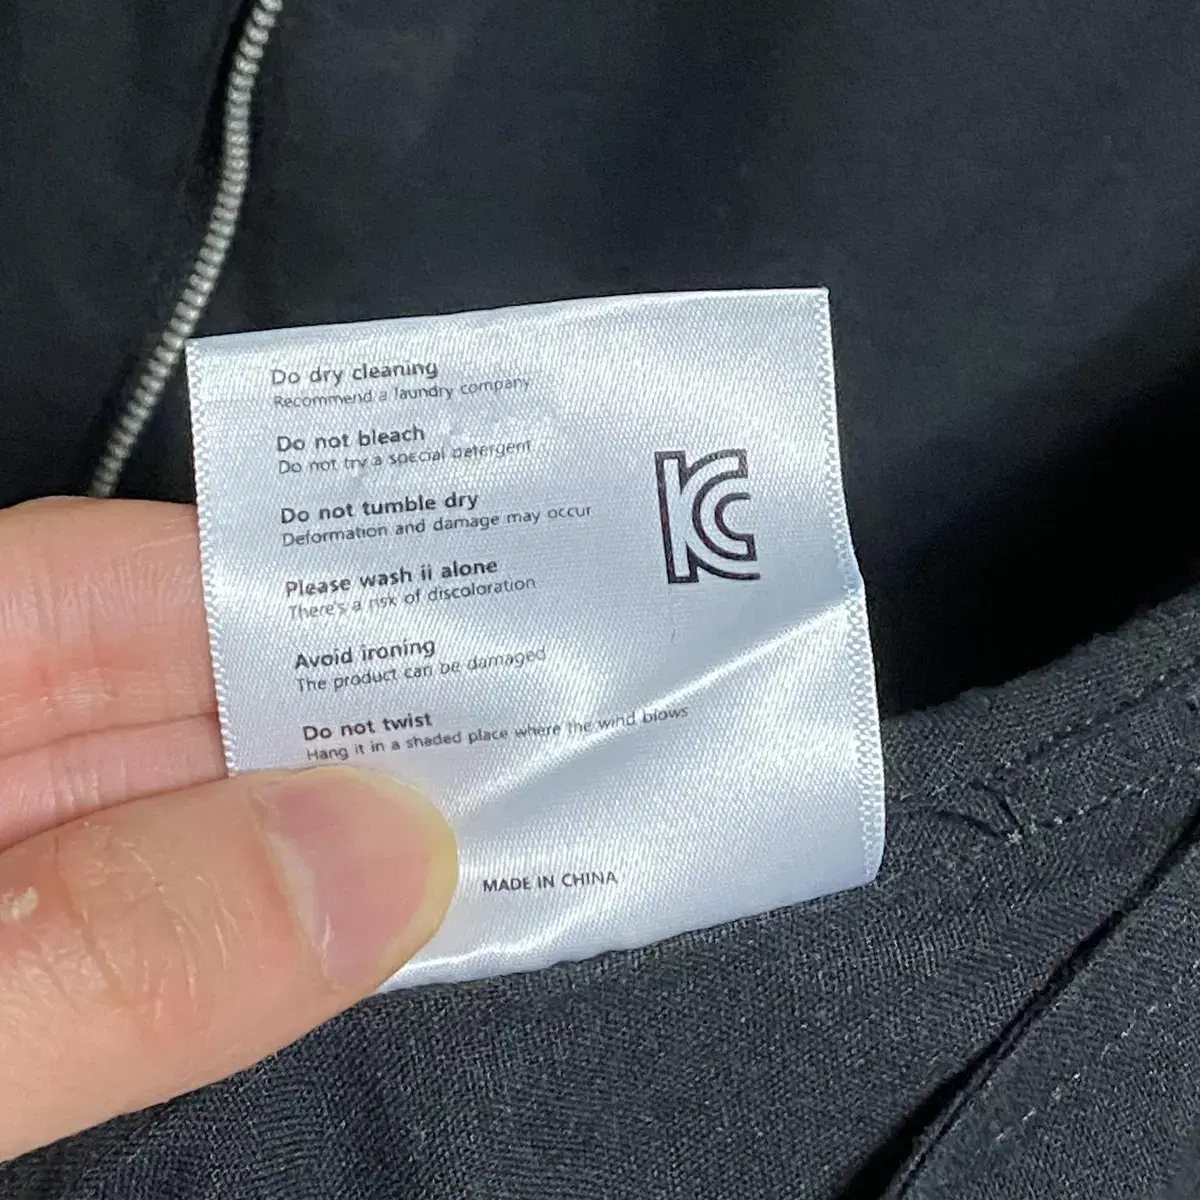 Do dry cleaning
Recommend a laundry company
Do not bleach
Do not try a special detergent
Do not tumble dry
Deformation and damage may occur
Please wash ii alone
There's a risk of discoloration
Avoid ironing
The product can be damaged
Do not twist
Hang it in a shaded place where the wind blows
KC
MADE IN CHINA